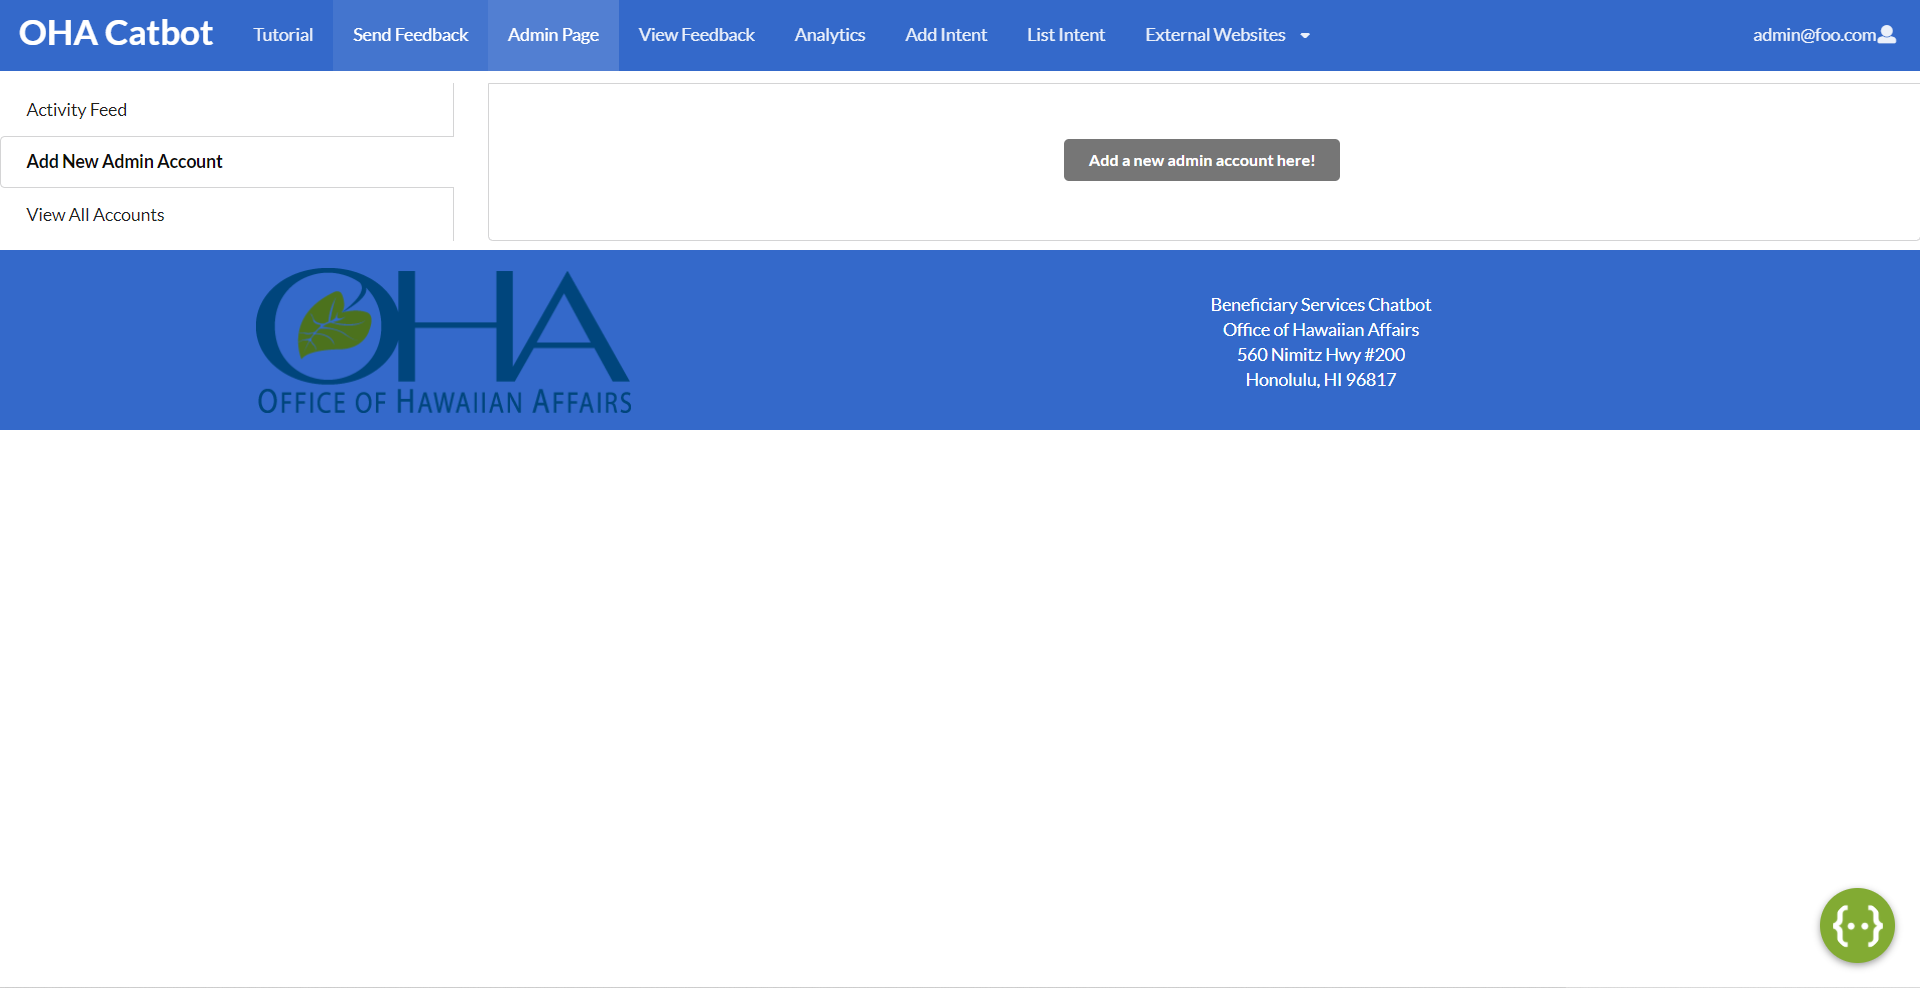 OHA Catbot Tutorial Send Feedback Admin Page View Feedback Analytics Add Intent List Intent External Websites admin@foo.com
Activity Feed
Add New Admin Account
View All Accounts
Add a new admin account here!
OHA
OFFICE OF HAWAIIAN AFFAIRS
Beneficiary Services Chatbot
Office of Hawaiian Affairs
560 Nimitz Hwy #200
Honolulu, HI 96817